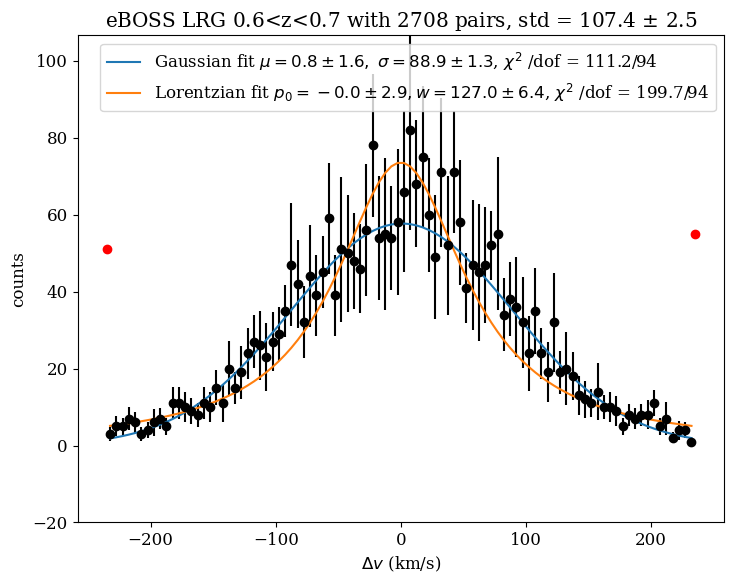 eBOSS LRG 0.6<z<0.7 with 2708 pairs, std = 107.4 ± 2.5
Gaussian fit μ = 0.8 ± 1.6, σ = 88.9 ± 1.3, χ² /dof = 111.2/94
Lorentzian fit p₀ = −0.0 ± 2.9, w = 127.0 ± 6.4, χ² /dof = 199.7/94
100
80
60
40
20
0
−20
counts
−200
−100
0
100
200
Δv (km/s)